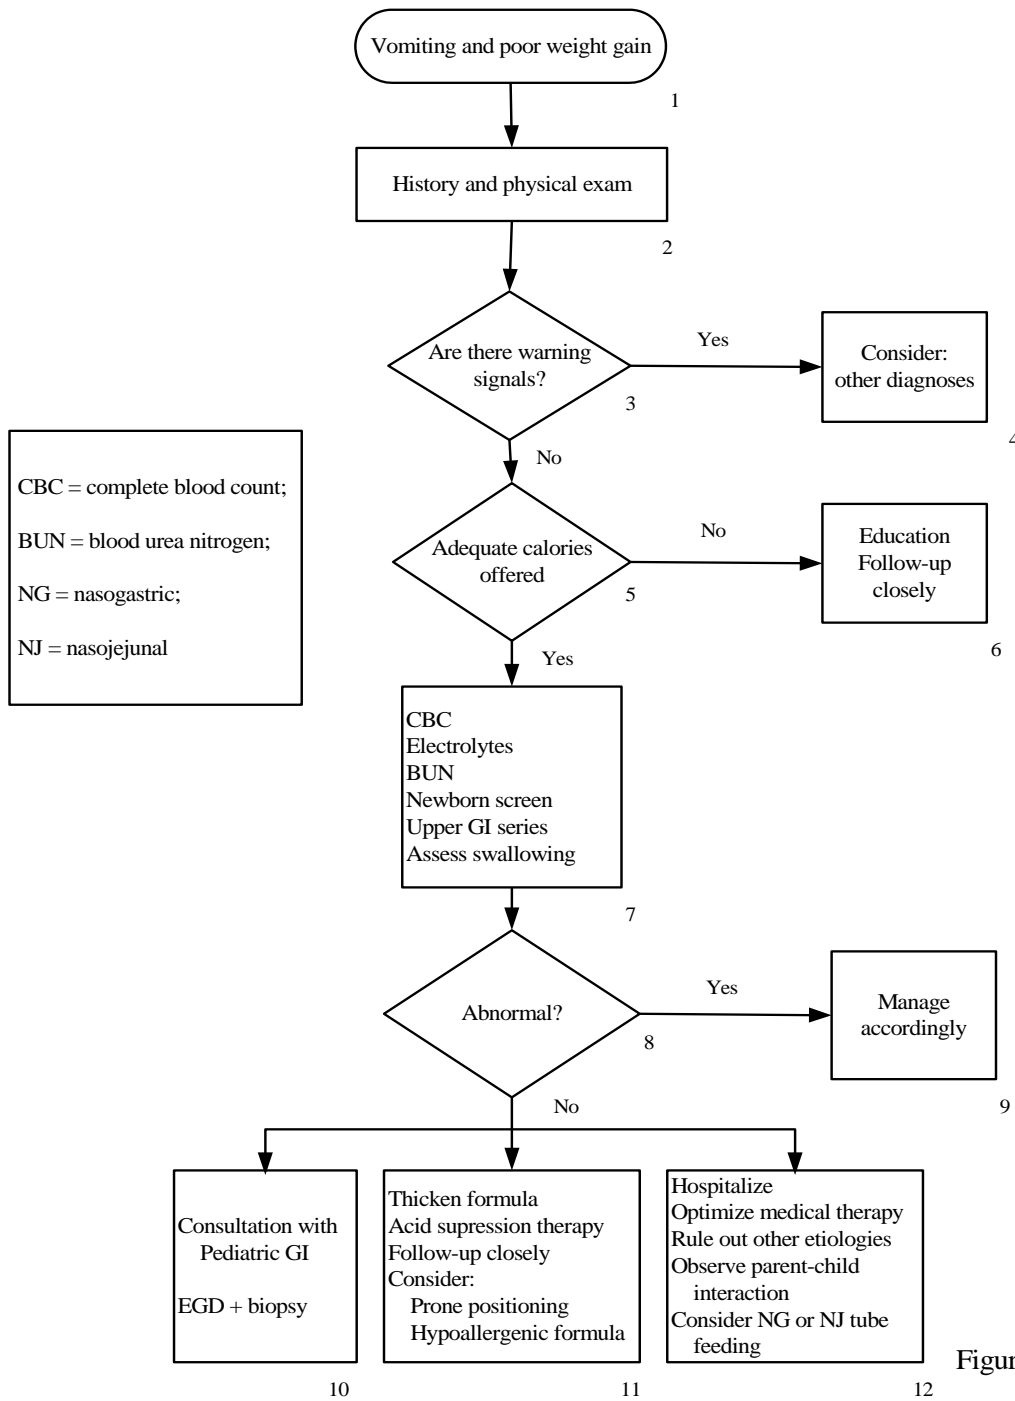 Vomiting and poor weight gain
1
History and physical exam
2
Are there warning
signals?
3
Yes
Consider:
other diagnoses
4
No
CBC = complete blood count;
BUN = blood urea nitrogen;
NG = nasogastric;
NJ = nasojejunal
Adequate calories
offered
5
No
Education
Follow-up
closely
6
Yes
CBC
Electrolytes
BUN
Newborn screen
Upper GI series
Assess swallowing
7
Abnormal?
8
Yes
Manage
accordingly
9
No
Consultation with
Pediatric GI
EGD + biopsy
10
Thicken formula
Acid supression therapy
Follow-up closely
Consider:
Prone positioning
Hypoallergenic formula
11
Hospitalize
Optimize medical therapy
Rule out other etiologies
Observe parent-child
interaction
Consider NG or NJ tube
feeding
12
Figur